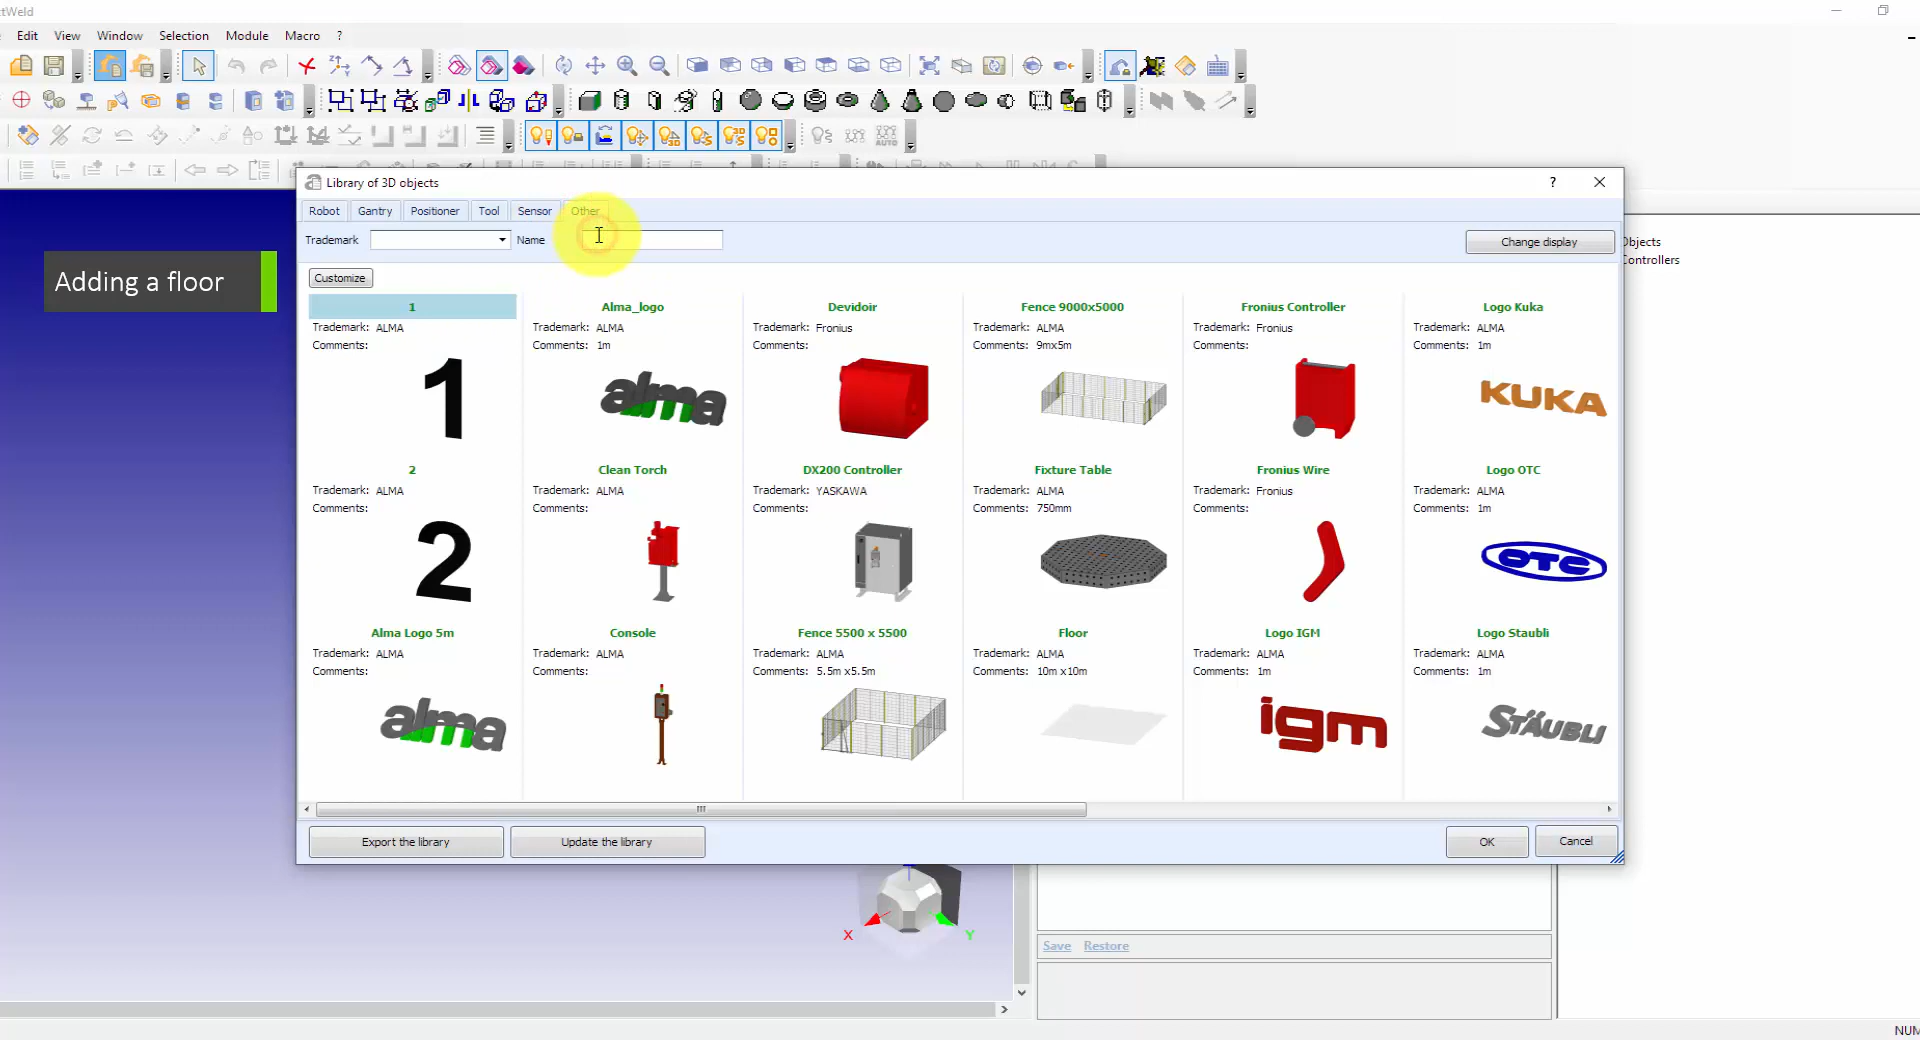 ctWeld
Edit View Window Selection Module Macro ?
AUTO
3D
Library of 3D objects ?
Robot Gantry Positioner Tool Sensor Other
Trademark Name Change display
Objects
Controllers
Adding a floor
Customize
1 Alma_logo Devidoir Fence 9000x5000 Fronius Controller Logo Kuka
Trademark: ALMA Trademark: ALMA Trademark: Fronius Trademark: ALMA Trademark: Fronius Trademark: ALMA
Comments: Comments: 1m Comments: Comments: 9mx5m Comments: Comments: 1m
1 alma KUKA
2 Clean Torch DX200 Controller Fixture Table Fronius Wire Logo OTC
Trademark: ALMA Trademark: ALMA Trademark: YASKAWA Trademark: ALMA Trademark: Fronius Trademark: ALMA
Comments: Comments: Comments: Comments: 750mm Comments: Comments: 1m
2 OTC
Alma Logo 5m Console Fence 5500 x 5500 Floor Logo IGM Logo Staubli
Trademark: ALMA Trademark: ALMA Trademark: ALMA Trademark: ALMA Trademark: ALMA Trademark: ALMA
Comments: Comments: Comments: 5.5m x5.5m Comments: 10m x10m Comments: 1m Comments: 1m
alma igm STÄUBLI
Export the library Update the library OK Cancel
X Y
Save Restore
NUM